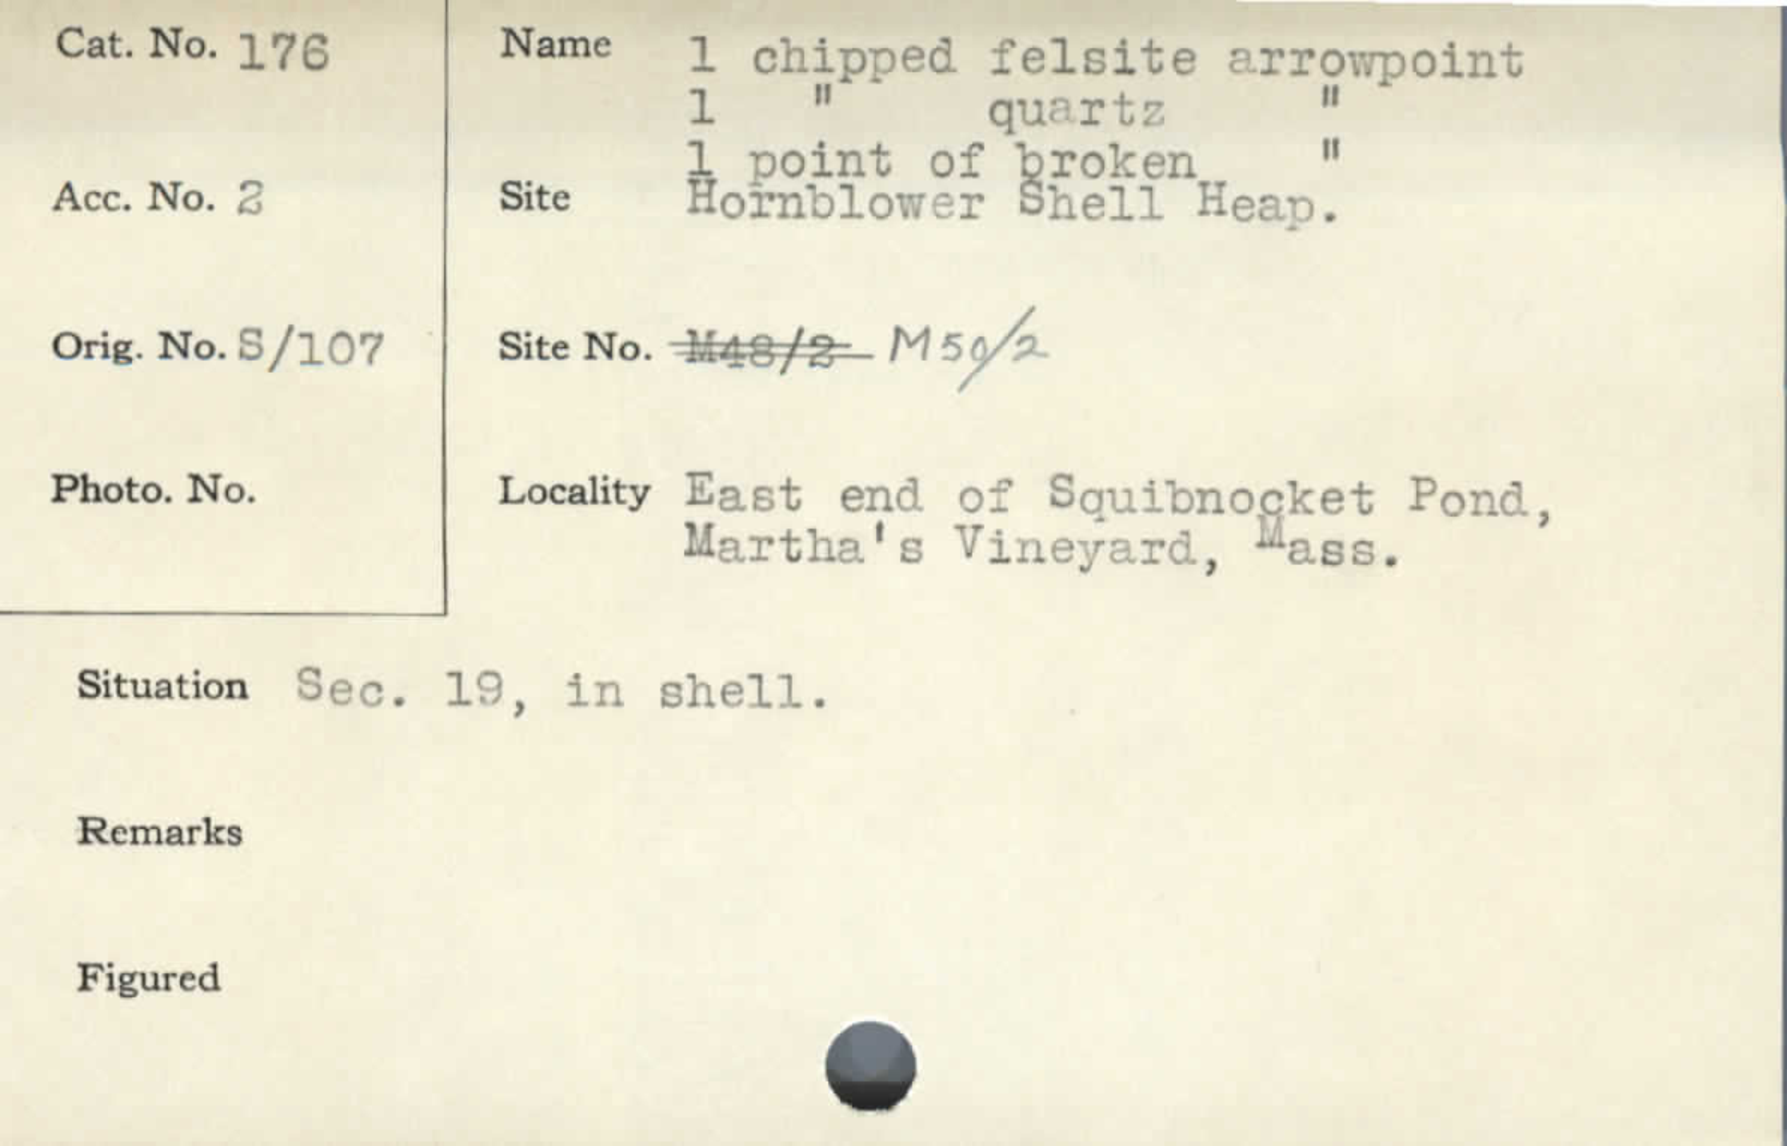 Cat. No. 176
Name 1 chipped felsite arrowpoint
1 " quartz "
1 point of broken "
Acc. No. 2
Site Hornblower Shell Heap.
Orig. No. S/107
Site No. M48/2 M50/2
Photo. No.
Locality East end of Squibnocket Pond,
Martha's Vineyard, Mass.
Situation Sec. 19, in shell.
Remarks
Figured